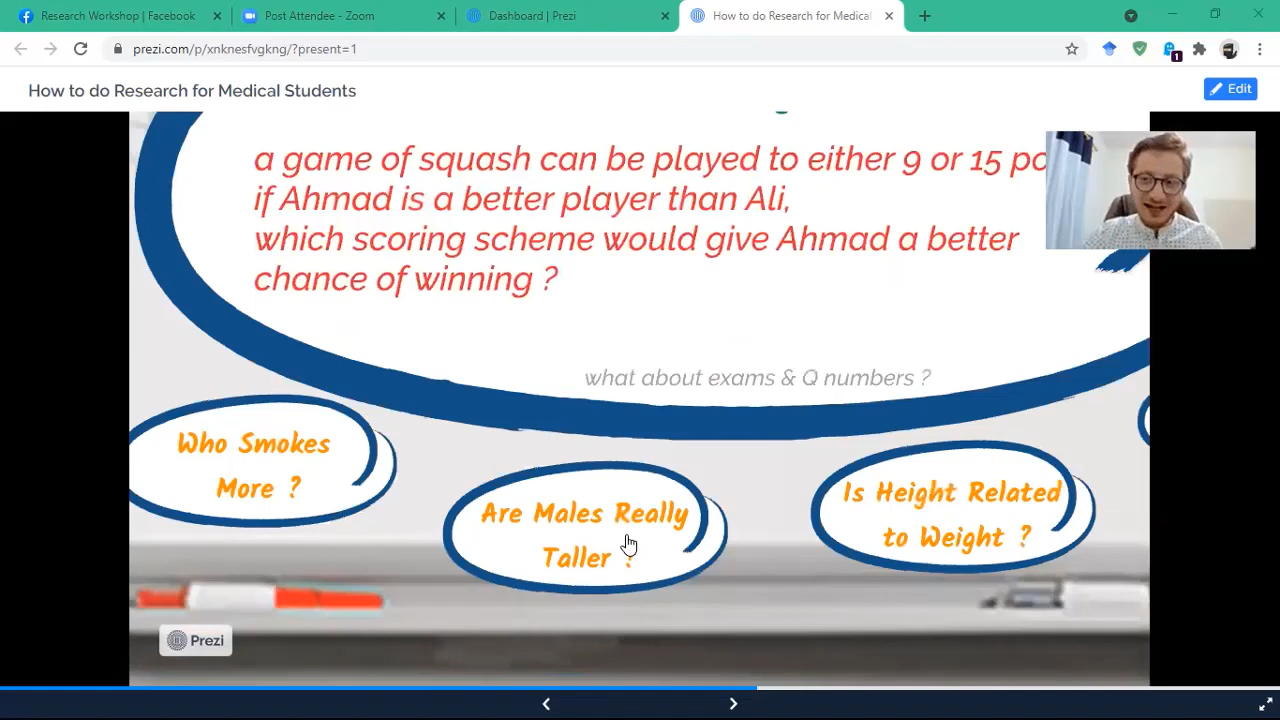 Research Workshop | Facebook
Post Attendee - Zoom
Dashboard | Prezi
How to do Research for Medical
prezi.com/p/xnknesfvgkng/?present=1
1
How to do Research for Medical Students
Edit
a game of squash can be played to either 9 or 15
if Ahmad is a better player than Ali,
which scoring scheme would give Ahmad a better
chance of winning ?
what about exams & Q numbers ?
Who Smokes
More ?
Are Males Really
Taller ?
Is Height Related
to Weight ?
Prezi